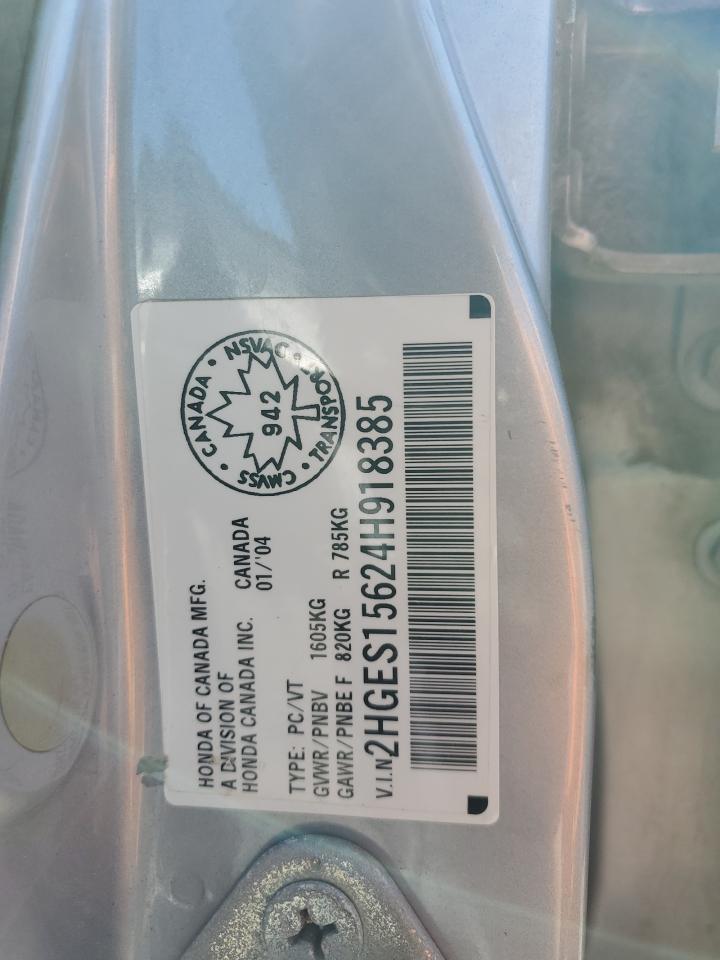 HONDA OF CANADA MFG.
A DIVISION OF
HONDA CANADA INC. CANADA
01/'04
TYPE: PC/VT
GVWR/PNBV 1605KG
GAWR/PNBE F 820KG R 785KG
V.I.N 2HGES15624H918385
CANADA • NSVAC • TRANSPORT • CMVSS •
942